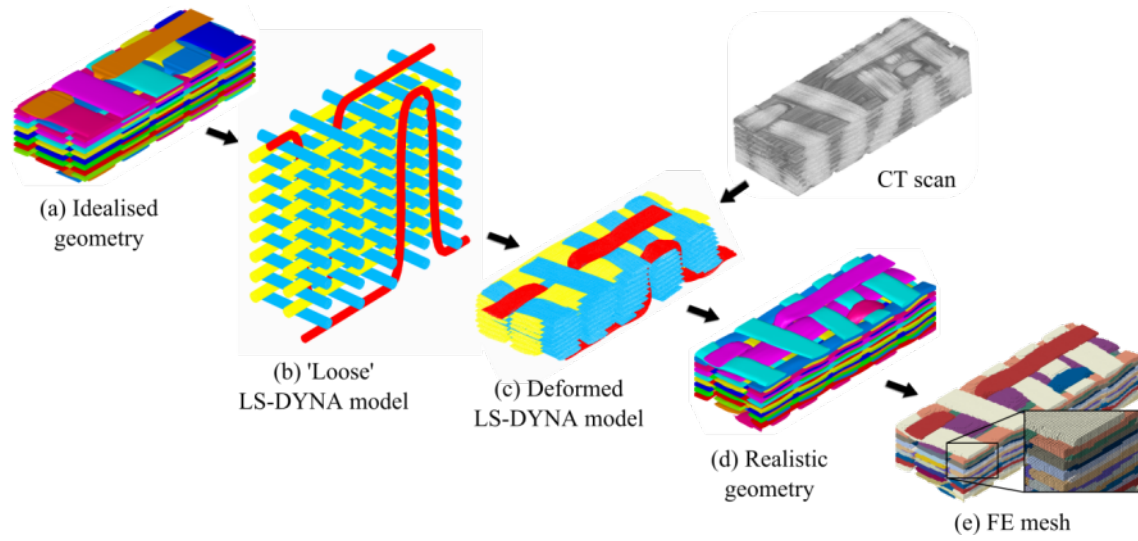 (a) Idealised
geometry
(b) 'Loose'
LS-DYNA model
CT scan
(c) Deformed
LS-DYNA model
(d) Realistic
geometry
(e) FE mesh